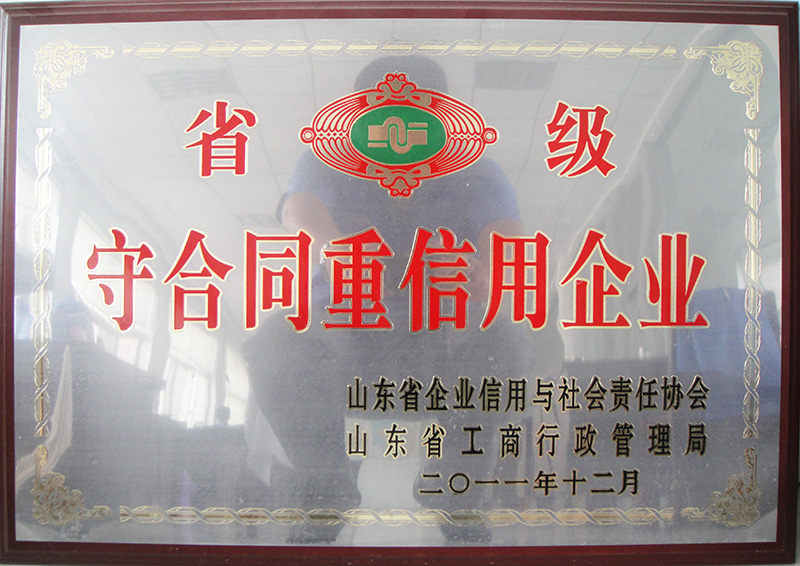 省 级
守合同重信用企业
山东省企业信用与社会责任协会
山东省工商行政管理局
二〇一一年十二月